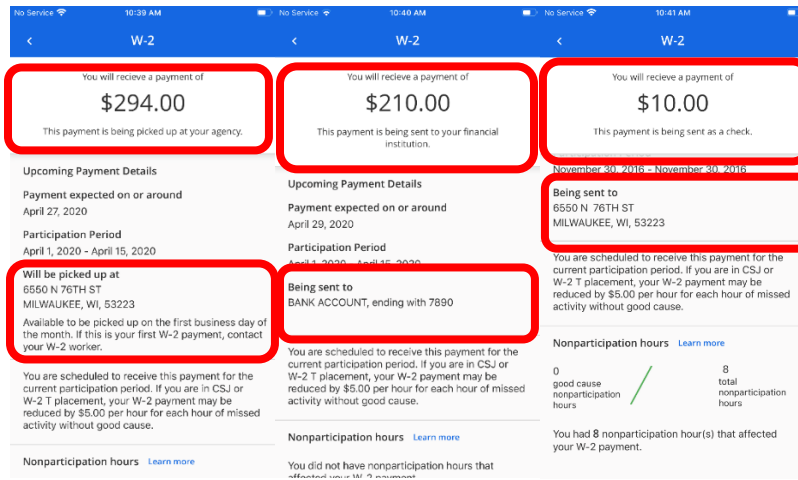 No Service 10:39 AM
W-2
You will recieve a payment of
$294.00
This payment is being picked up at your agency.
Upcoming Payment Details
Payment expected on or around
April 27, 2020
Participation Period
April 1, 2020 - April 15, 2020
Will be picked up at
6550 N 76TH ST
MILWAUKEE, WI, 53223
Available to be picked up on the first business day of
the month. If this is your first W-2 payment, contact
your W-2 worker.
You are scheduled to receive this payment for the
current participation period. If you are in CSJ or
W-2 T placement, your W-2 payment may be
reduced by $5.00 per hour for each hour of missed
activity without good cause.
Nonparticipation hours Learn more
No Service 10:40 AM
W-2
You will recieve a payment of
$210.00
This payment is being sent to your financial
institution.
Upcoming Payment Details
Payment expected on or around
April 29, 2020
Participation Period
April 1, 2020 - April 15, 2020
Being sent to
BANK ACCOUNT, ending with 7890
You are scheduled to receive this payment for the
current participation period. If you are in CSJ or
W-2 T placement, your W-2 payment may be
reduced by $5.00 per hour for each hour of missed
activity without good cause.
Nonparticipation hours Learn more
You did not have nonparticipation hours that
affected your W-2 payment
No Service 10:41 AM
W-2
You will recieve a payment of
$10.00
This payment is being sent as a check.
November 30, 2016 - November 30, 2016
Being sent to
6550 N 76TH ST
MILWAUKEE, WI, 53223
You are scheduled to receive this payment for the
current participation period. If you are in CSJ or
W-2 T placement, your W-2 payment may be
reduced by $5.00 per hour for each hour of missed
activity without good cause.
Nonparticipation hours Learn more
0
good cause
nonparticipation
hours
8
total
nonparticipation
hours
You had 8 nonparticipation hour(s) that affected
your W-2 payment.